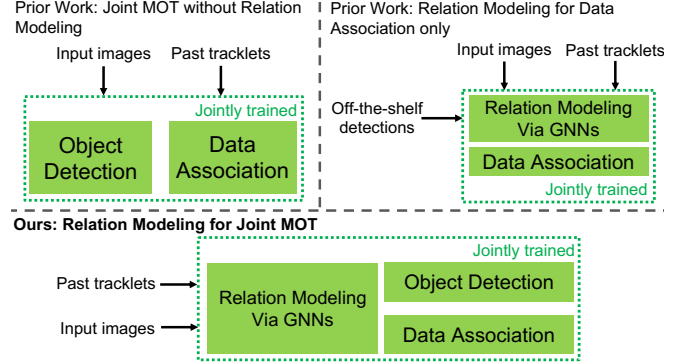 Prior Work: Joint MOT without Relation
Modeling
Input images
Past tracklets
Jointly trained
Object
Detection
Data
Association
Prior Work: Relation Modeling for Data
Association only
Input images
Past tracklets
Off-the-shelf
detections
Relation Modeling
Via GNNs
Data Association
Jointly trained
Ours: Relation Modeling for Joint MOT
Jointly trained
Past tracklets
Input images
Relation Modeling
Via GNNs
Object Detection
Data Association